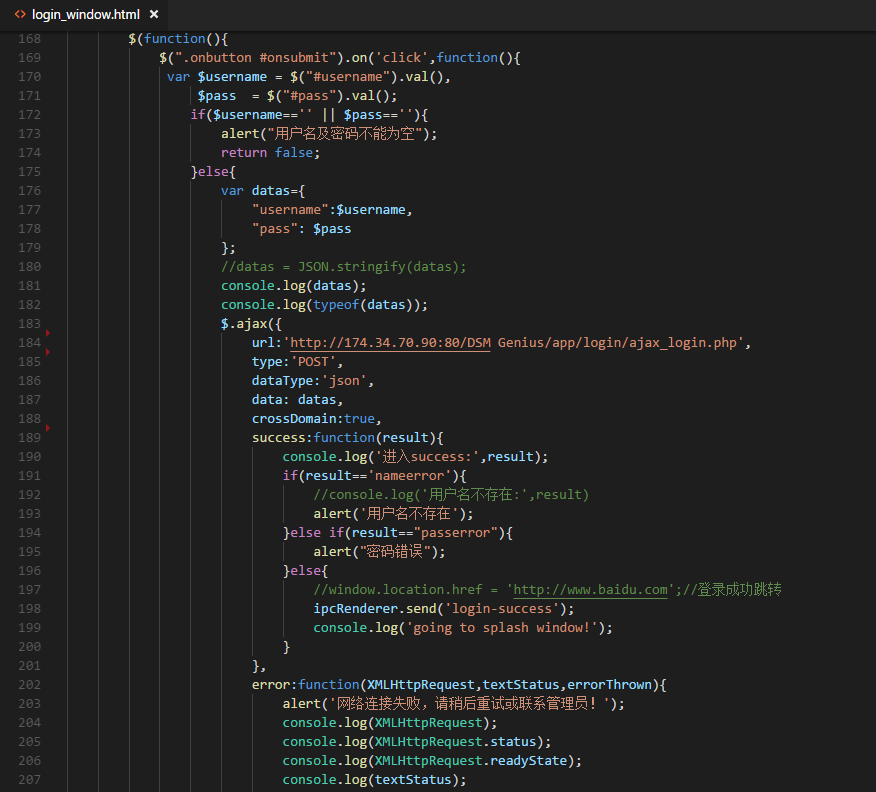 <> login_window.html ×
168 $(function(){
169 $(".onbutton #onsubmit").on('click',function(){
170 var $username = $("#username").val(),
171 $pass  = $("#pass").val();
172 if($username=='' || $pass==''){
173 alert("用户名及密码不能为空");
174 return false;
175 }else{
176 var datas={
177 "username":$username,
178 "pass": $pass
179 };
180 //datas = JSON.stringify(datas);
181 console.log(datas);
182 console.log(typeof(datas));
183 $.ajax({
184 url:'http://174.34.70.90:80/DSM Genius/app/login/ajax_login.php',
185 type:'POST',
186 dataType:'json',
187 data: datas,
188 crossDomain:true,
189 success:function(result){
190 console.log('进入success:',result);
191 if(result=='nameerror'){
192 //console.log('用户名不存在:',result)
193 alert('用户名不存在');
194 }else if(result=="passerror"){
195 alert("密码错误");
196 }else{
197 //window.location.href = 'http://www.baidu.com';//登录成功跳转
198 ipcRenderer.send('login-success');
199 console.log('going to splash window!');
200 }
201 },
202 error:function(XMLHttpRequest,textStatus,errorThrown){
203 alert('网络连接失败，请稍后重试或联系管理员！');
204 console.log(XMLHttpRequest);
205 console.log(XMLHttpRequest.status);
206 console.log(XMLHttpRequest.readyState);
207 console.log(textStatus);